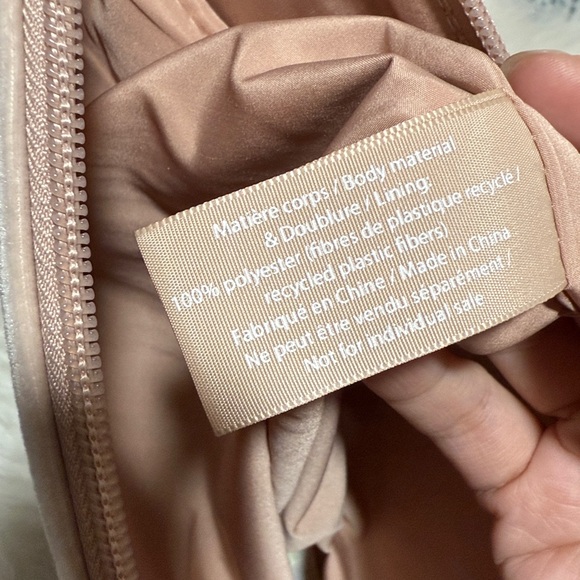 Matière corps / Body material
& Doublure / Lining:
100% polyester (fibres de plastique recyclé /
recycled plastic fibers)
Fabriqué en Chine / Made in China
Ne peut être vendu séparément /
Not for individual sale